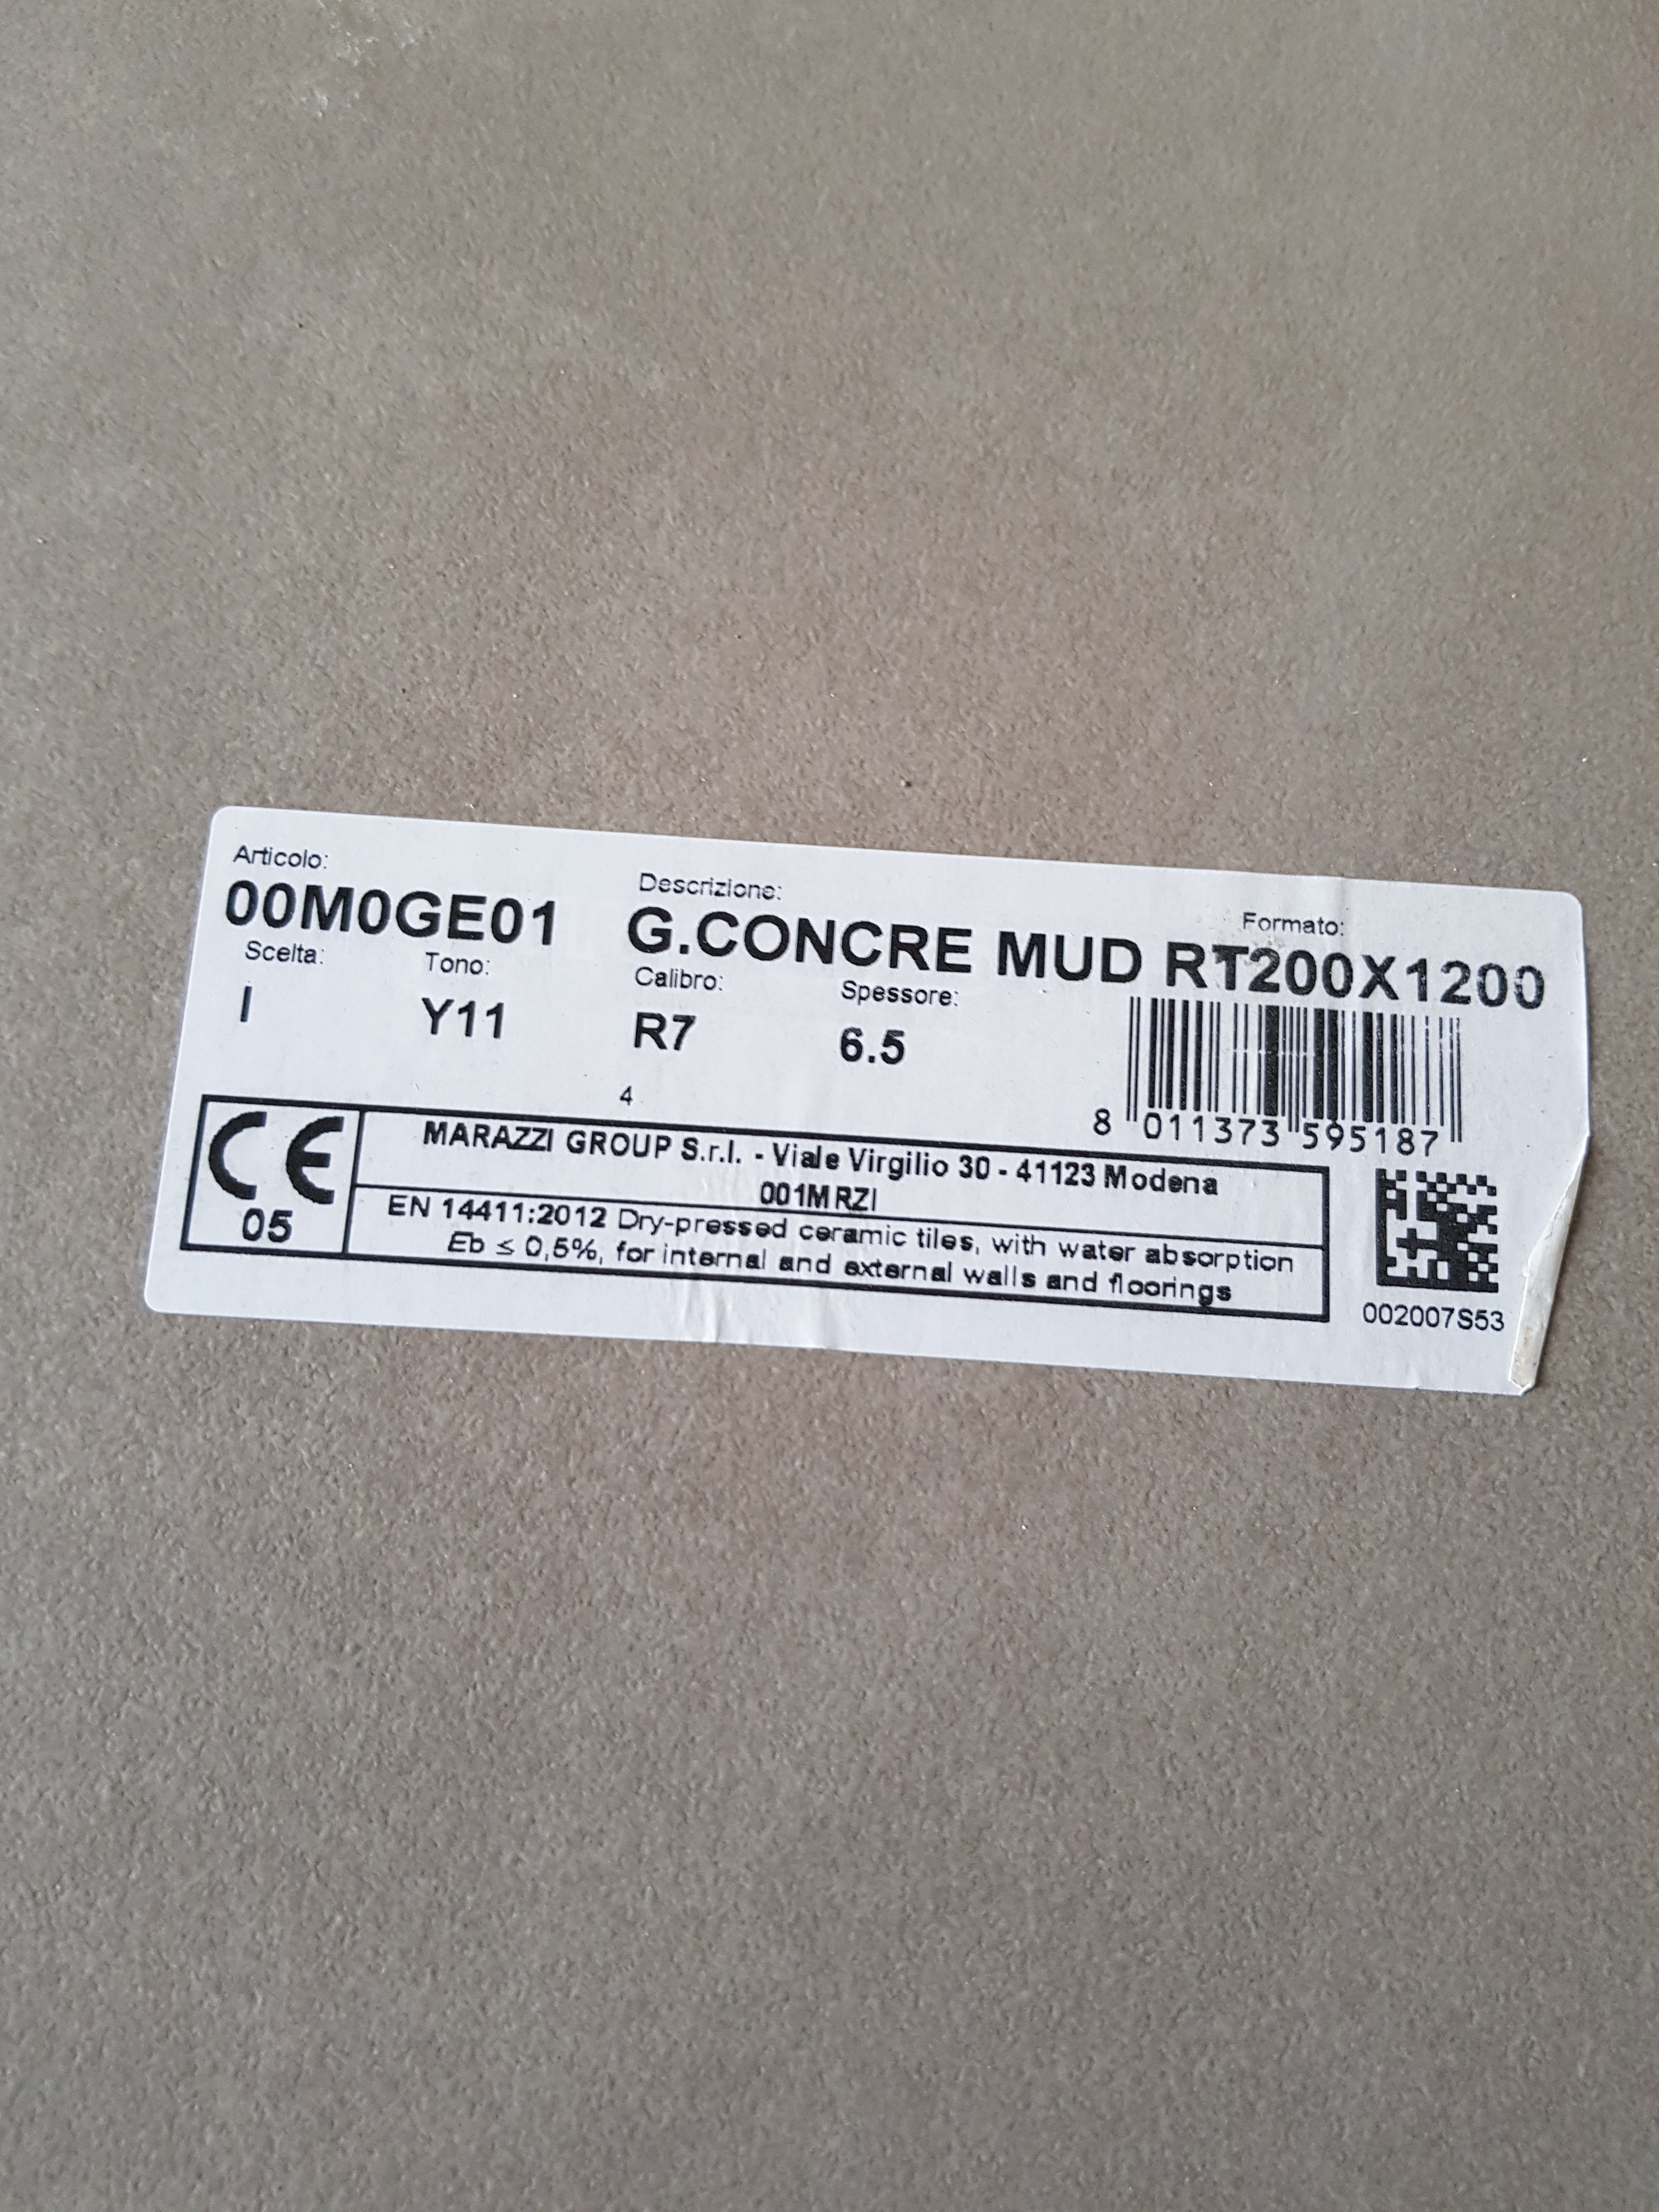 Articolo: Descrizione: Formato:
00M0GE01 G.CONCRE MUD RT200X1200
Scelta: Tono: Calibro: Spessore:
I Y11 R7 6.5
4
8 011373 595187
CE MARAZZI GROUP S.r.l. - Viale Virgilio 30 - 41123 Modena
001MRZI
05 EN 14411:2012 Dry-pressed ceramic tiles, with water absorption
Eb ≤ 0,5%, for internal and external walls and floorings
002007S53